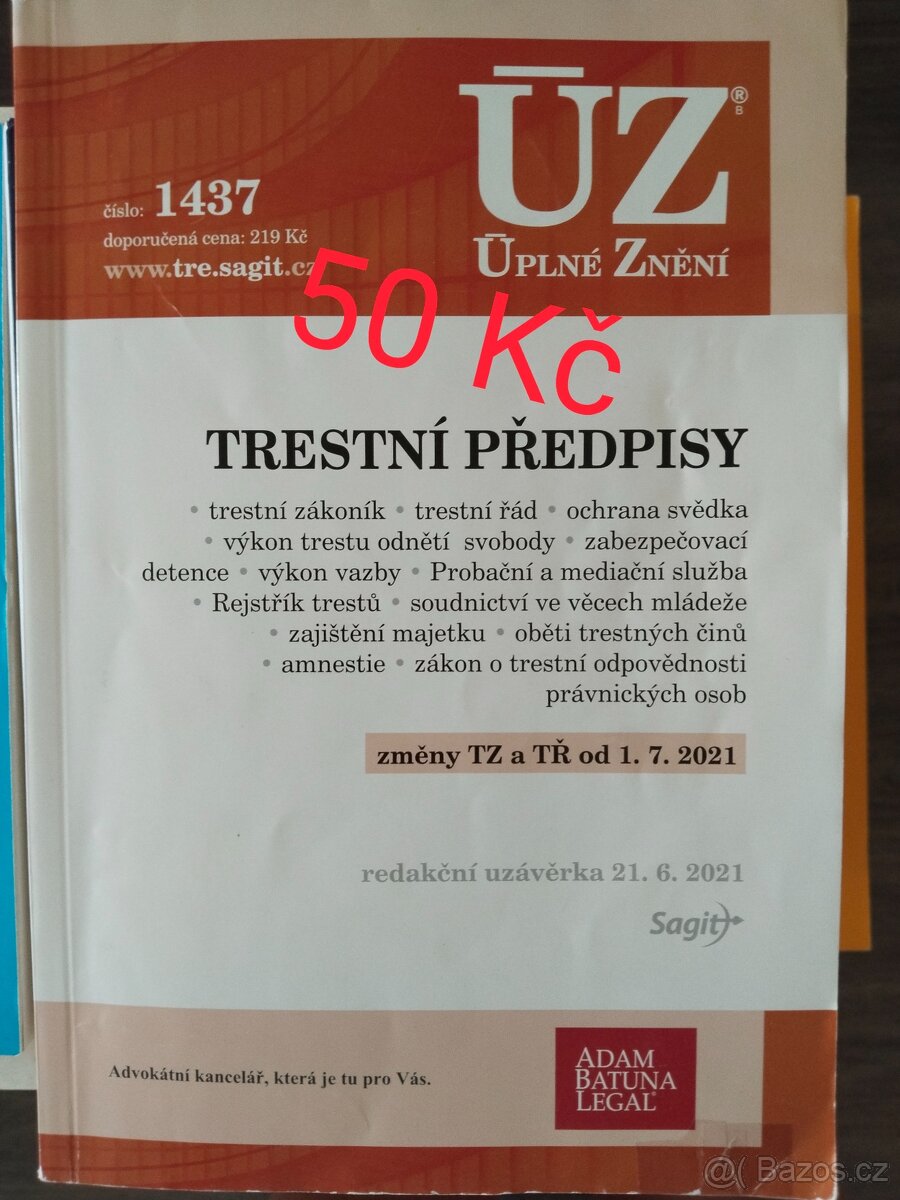 ÚZ®
B
číslo: 1437
doporučená cena: 219 Kč
www.tre.sagit.cz
ÚPLNÉ ZNĚNÍ
50 Kč
TRESTNÍ PŘEDPISY
• trestní zákoník • trestní řád • ochrana svědka
• výkon trestu odnětí svobody • zabezpečovací
detence • výkon vazby • Probační a mediační služba
• Rejstřík trestů • soudnictví ve věcech mládeže
• zajištění majetku • oběti trestných činů
• amnestie • zákon o trestní odpovědnosti
právnických osob
změny TZ a TŘ od 1. 7. 2021
redakční uzávěrka 21. 6. 2021
Sagit
Advokátní kancelář, která je tu pro Vás.
ADAM
BATUNA
LEGAL®
@( Bazos.cz